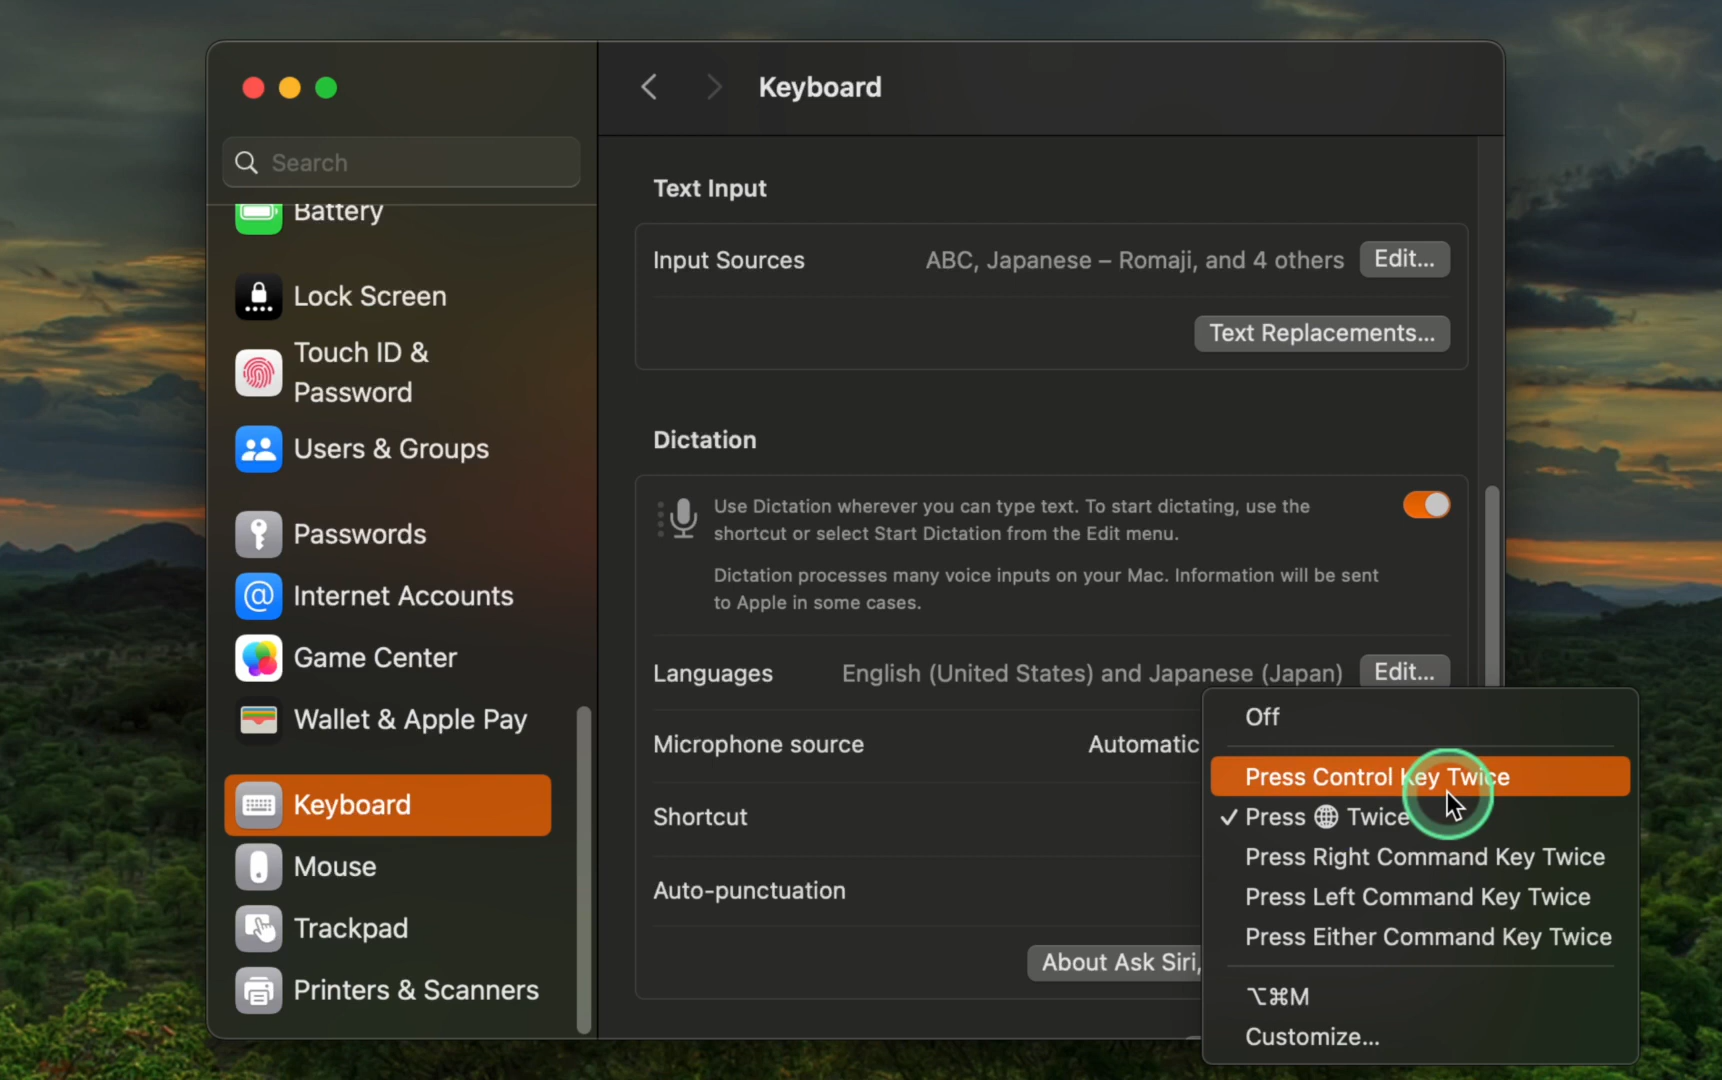 Keyboard
Search
Battery
Lock Screen
Touch ID &
Password
Users & Groups
Passwords
@ Internet Accounts
Game Center
Wallet & Apple Pay
Keyboard
Mouse
Trackpad
Printers & Scanners
Text Input
Input Sources ABC, Japanese – Romaji, and 4 others Edit...
Text Replacements...
Dictation
Use Dictation wherever you can type text. To start dictating, use the
shortcut or select Start Dictation from the Edit menu.
Dictation processes many voice inputs on your Mac. Information will be sent
to Apple in some cases.
Languages English (United States) and Japanese (Japan) Edit...
Microphone source Automatic
Shortcut
Auto-punctuation
About Ask Siri,
Off
Press Control Key Twice
✓ Press 🌐 Twice
Press Right Command Key Twice
Press Left Command Key Twice
Press Either Command Key Twice
⌥⌘M
Customize...